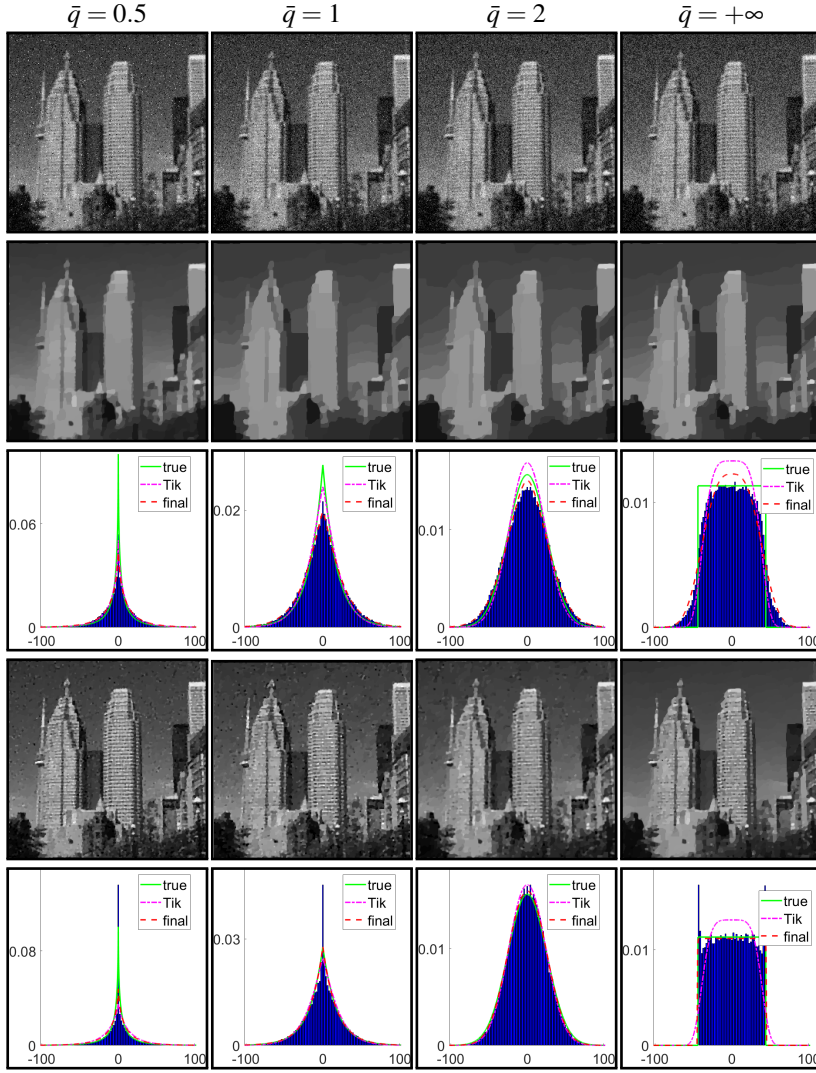 q̄ = 0.5 q̄ = 1 q̄ = 2 q̄ = +∞
true
Tik
final
0.06
0
-100 0 100
true
Tik
final
0.02
0
-100 0 100
true
Tik
final
0.01
0
-100 0 100
true
Tik
final
0.01
0
-100 0 100
true
Tik
final
0.08
0
-100 0 100
true
Tik
final
0.03
0
-100 0 100
true
Tik
final
0.01
0
-100 0 100
true
Tik
final
0.01
0
-100 0 100